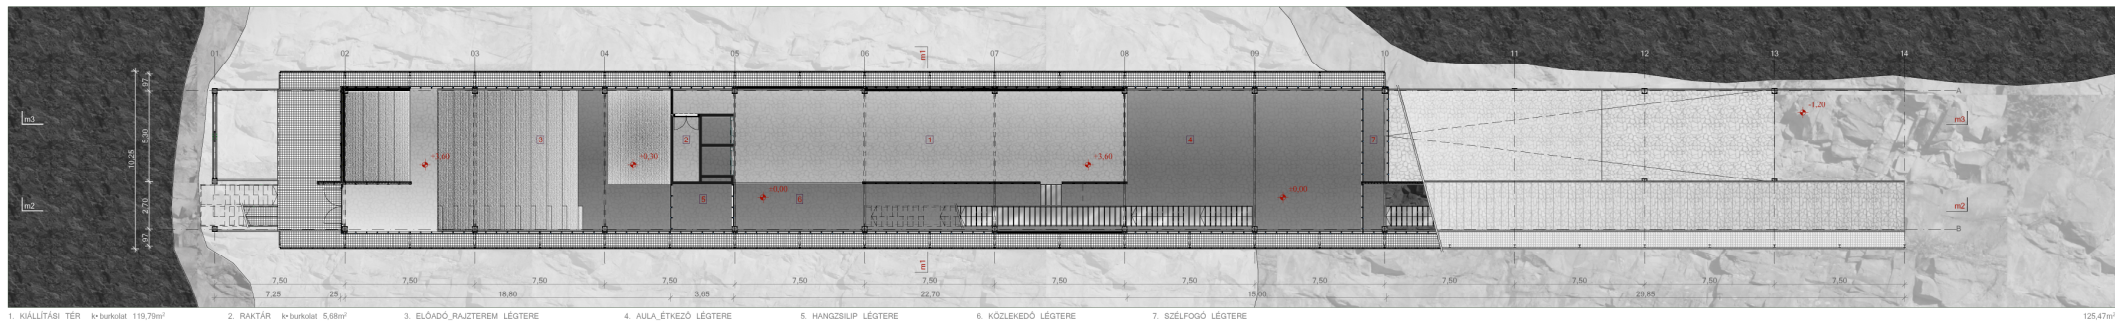 01 02 03 04 05 06 07 08 09 10 11 12 13 14
m1
A
97
-1,20
m3 m3
5,30
3 2 1 4
10,25
+3,60 +0,30 +3,60
±0,00 ±0,00
5 6
2,70
m2 m2
B
97
m1
7,50 7,50 7,50 7,50 7,50 7,50 7,50 7,50 7,50 7,50 7,50 7,50 7,50
7,25 25 18,80 3,05 22,70 15,00 29,85
1. KIÁLLÍTÁSI TÉR k•burkolat 119,79m² 2. RAKTÁR k•burkolat 5,68m² 3. ELŐADÓ_RAJZTEREM LÉGTERE 4. AULA_ÉTKEZŐ LÉGTERE 5. HANGZSILIP LÉGTERE 6. KÖZLEKEDŐ LÉGTERE 7. SZÉLFOGÓ LÉGTERE 125,47m²